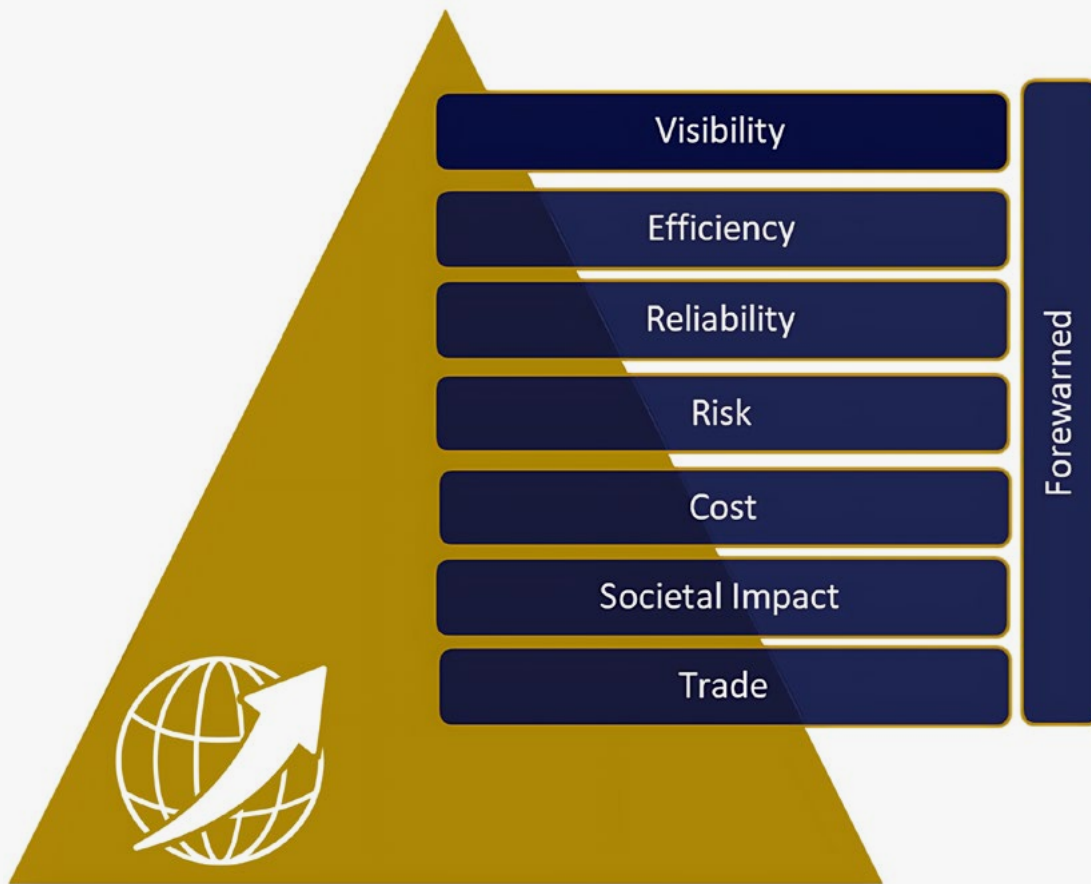 Visibility
Efficiency
Reliability
Risk
Cost
Societal Impact
Trade
Forewarned